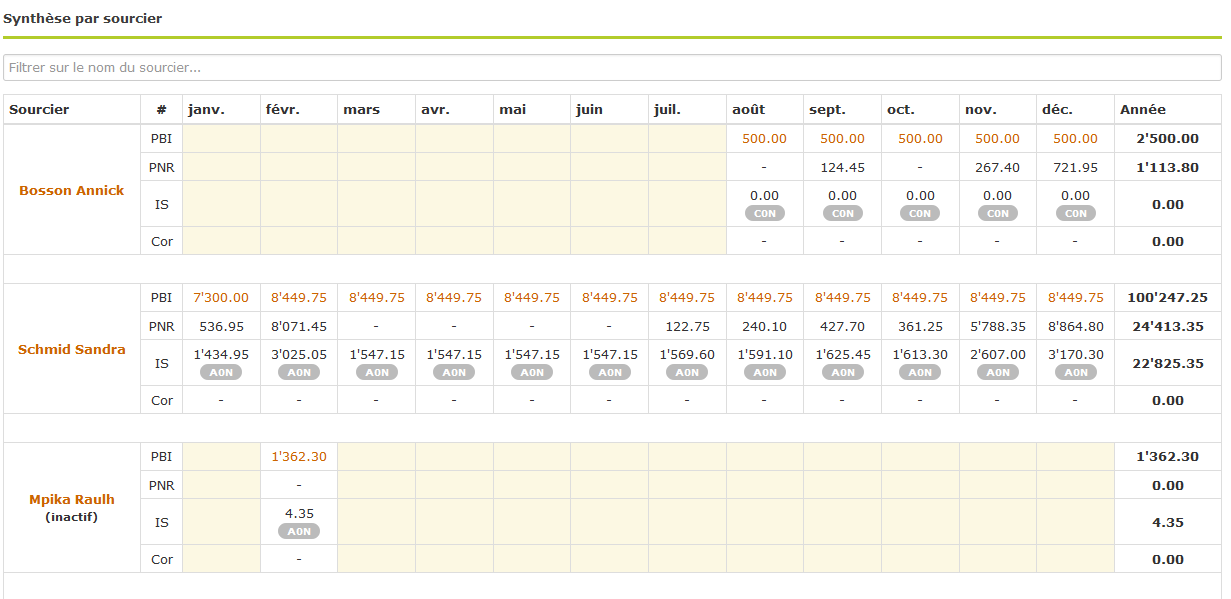 Synthèse par sourcier
Filtrer sur le nom du sourcier...
Sourcier # janv. févr. mars avr. mai juin juil. août sept. oct. nov. déc. Année
PBI 500.00 500.00 500.00 500.00 500.00 2'500.00
PNR - 124.45 - 267.40 721.95 1'113.80
Bosson Annick
IS 0.00 0.00 0.00 0.00 0.00 0.00
C0N C0N C0N C0N C0N
Cor - - - - - 0.00
PBI 7'300.00 8'449.75 8'449.75 8'449.75 8'449.75 8'449.75 8'449.75 8'449.75 8'449.75 8'449.75 8'449.75 8'449.75 100'247.25
PNR 536.95 8'071.45 - - - - 122.75 240.10 427.70 361.25 5'788.35 8'864.80 24'413.35
Schmid Sandra
IS 1'434.95 3'025.05 1'547.15 1'547.15 1'547.15 1'547.15 1'569.60 1'591.10 1'625.45 1'613.30 2'607.00 3'170.30 22'825.35
A0N A0N A0N A0N A0N A0N A0N A0N A0N A0N A0N A0N
Cor - - - - - - - - - - - - 0.00
PBI 1'362.30 1'362.30
PNR - 0.00
Mpika Raulh
(inactif)
IS 4.35 4.35
A0N
Cor - 0.00